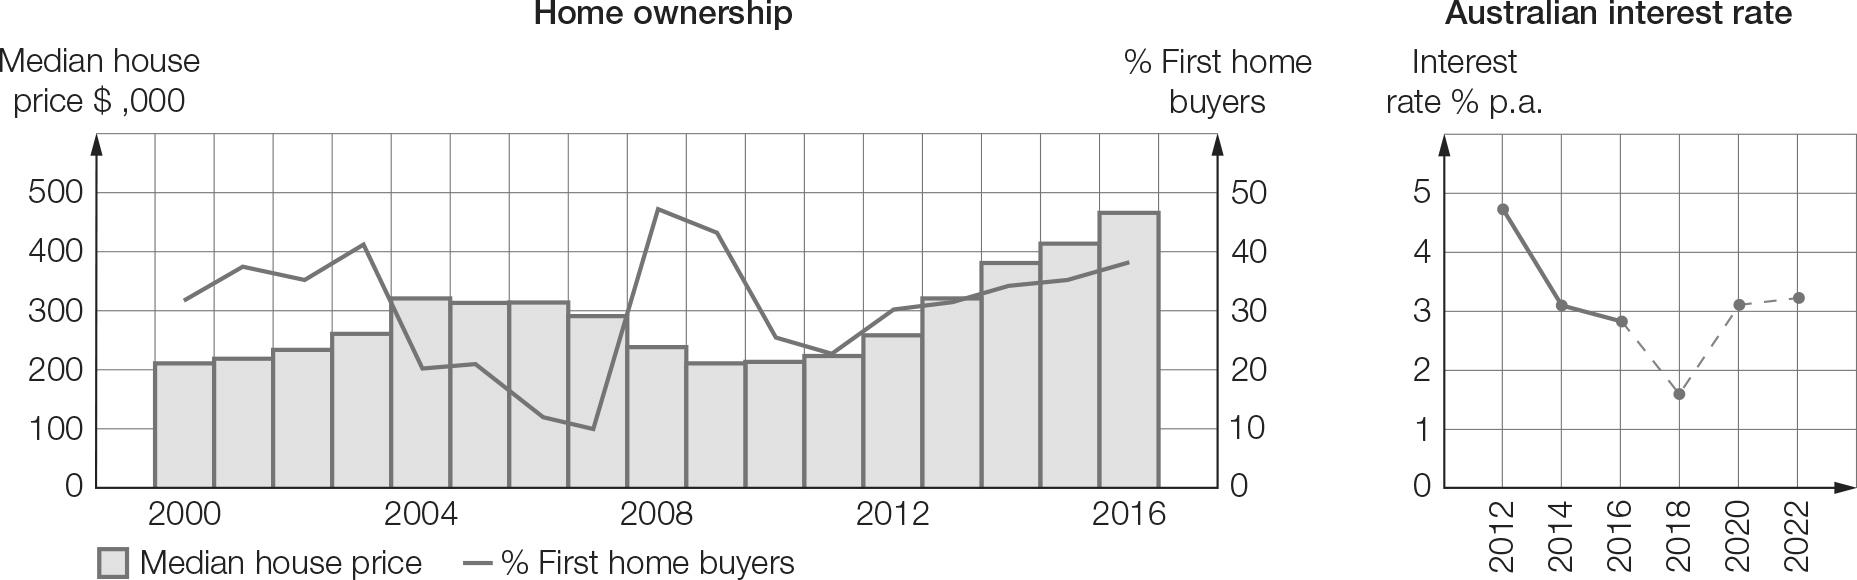 Home ownership
Median house
price $ ,000
% First home
buyers
500
400
300
200
100
0
50
40
30
20
10
0
2000
2004
2008
2012
2016
Median house price
% First home buyers
Australian interest rate
Interest
rate % p.a.
5
4
3
2
1
0
2012
2014
2016
2018
2020
2022